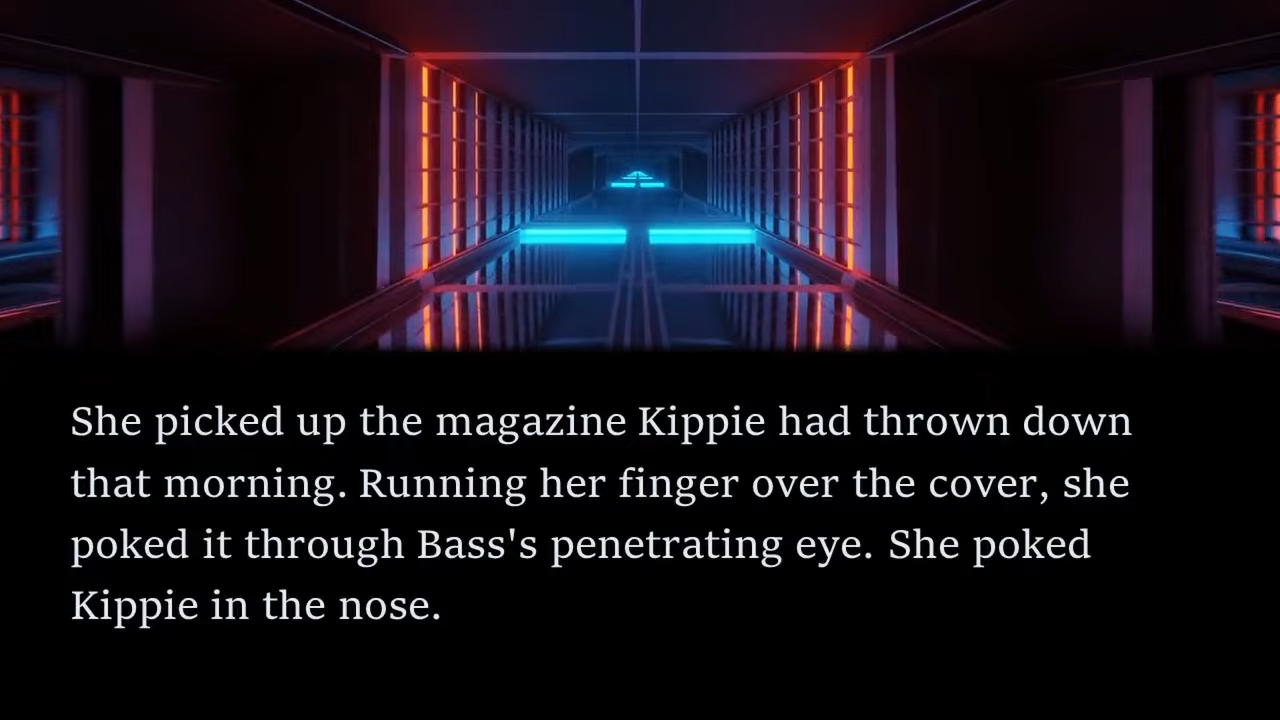 She picked up the magazine Kippie had thrown down
that morning. Running her finger over the cover, she
poked it through Bass's penetrating eye. She poked
Kippie in the nose.